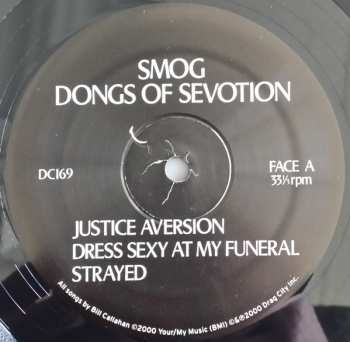 SMOG
DONGS OF SEVOTION
DC169
FACE A
33⅓rpm
JUSTICE AVERSION
DRESS SEXY AT MY FUNERAL
STRAYED
All songs by Bill Callahan ©2000 Your/My Music (BMI) ©&℗2000 Drag City Inc.